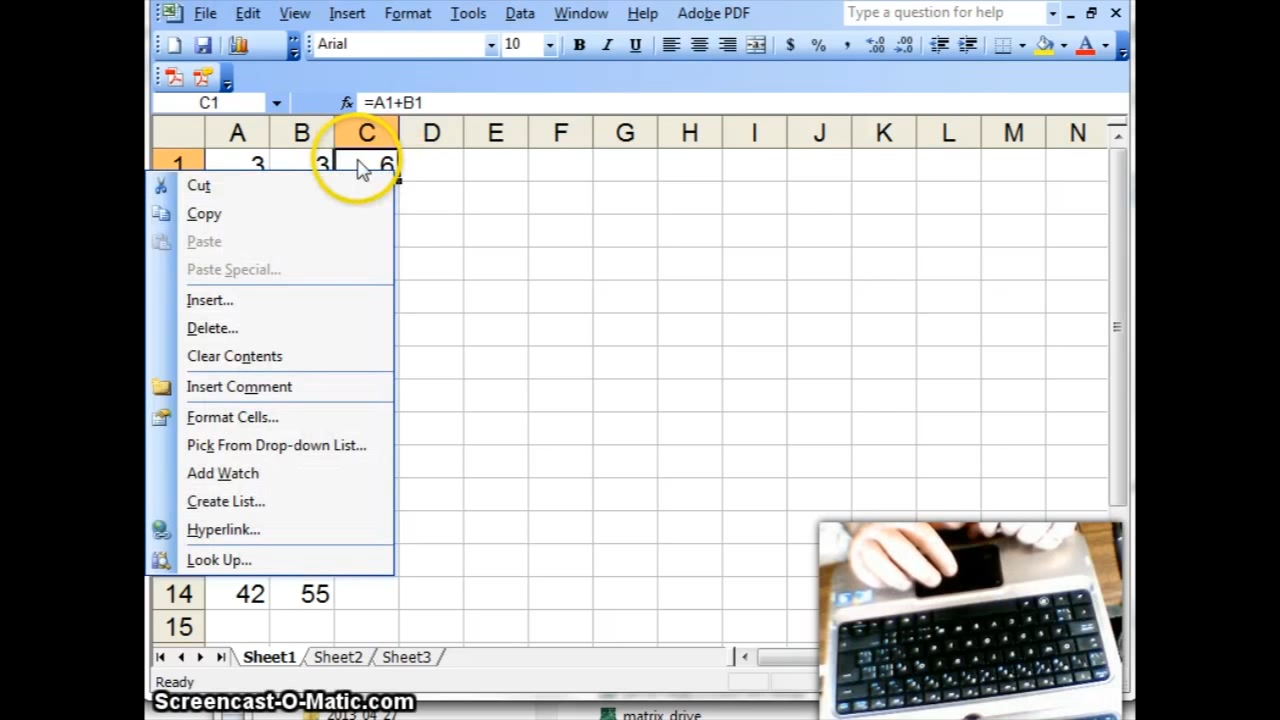 File Edit View Insert Format Tools Data Window Help Adobe PDF Type a question for help
Arial 10 B I U $ % ,
C1 fx =A1+B1
A B C D E F G H I J K L M N
1 3 3 6
Cut
Copy
Paste
Paste Special...
Insert...
Delete...
Clear Contents
Insert Comment
Format Cells...
Pick From Drop-down List...
Add Watch
Create List...
Hyperlink...
Look Up...
14 42 55
15
Sheet1 Sheet2 Sheet3
Ready
Screencast-O-Matic.com
2013_04_27 matrix_drive